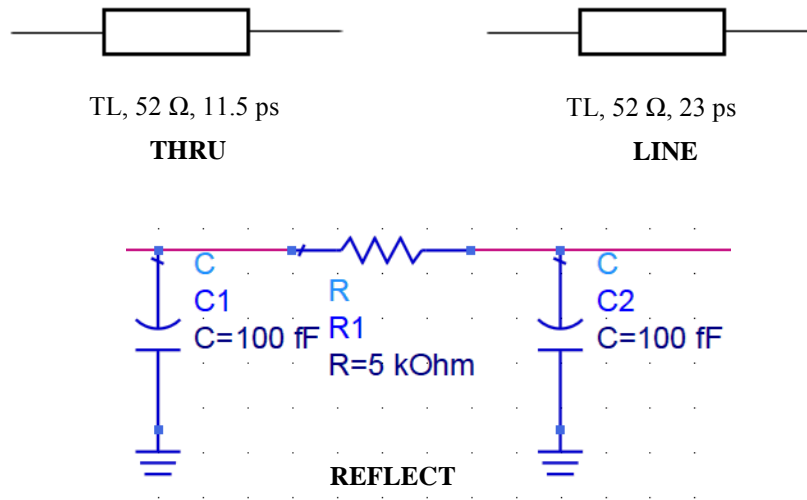 TL, 52 Ω, 11.5 ps
THRU
TL, 52 Ω, 23 ps
LINE
C
C1
C=100 fF
R
R1
R=5 kOhm
C
C2
C=100 fF
REFLECT